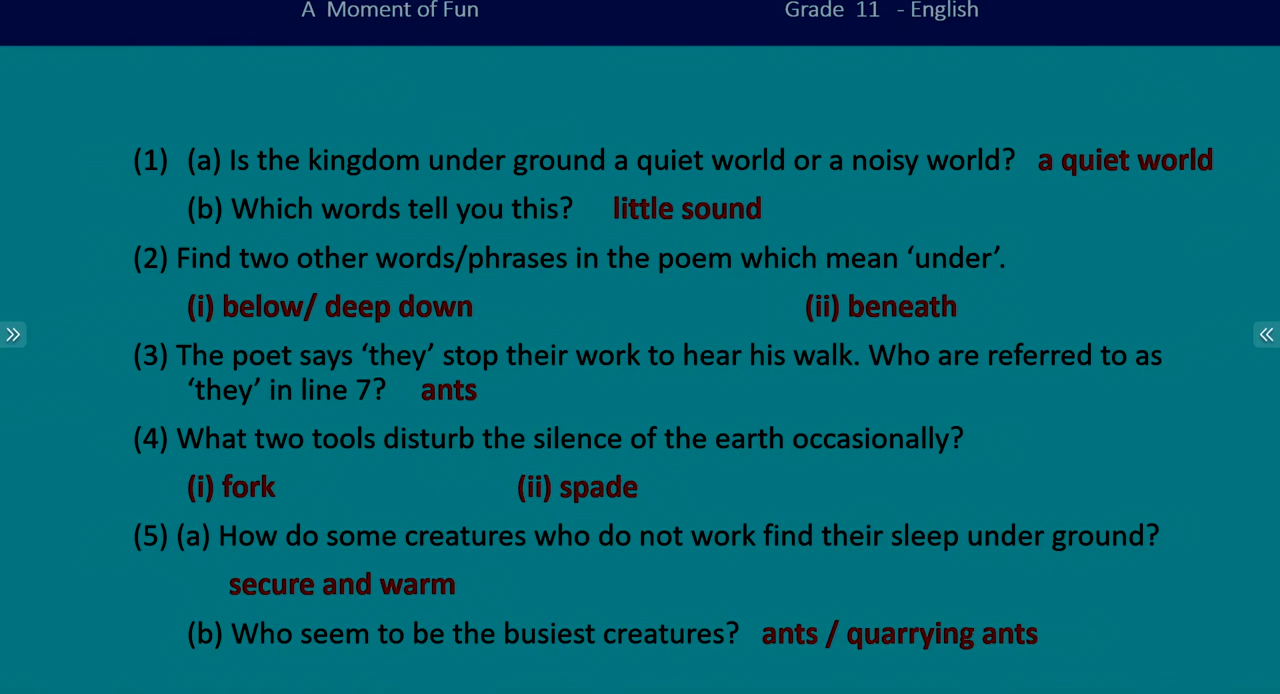 A Moment of Fun Grade 11 - English
(1) (a) Is the kingdom under ground a quiet world or a noisy world? a quiet world
(b) Which words tell you this? little sound
(2) Find two other words/phrases in the poem which mean ‘under’.
(i) below/ deep down (ii) beneath
(3) The poet says ‘they’ stop their work to hear his walk. Who are referred to as
‘they’ in line 7? ants
(4) What two tools disturb the silence of the earth occasionally?
(i) fork (ii) spade
(5) (a) How do some creatures who do not work find their sleep under ground?
secure and warm
(b) Who seem to be the busiest creatures? ants / quarrying ants